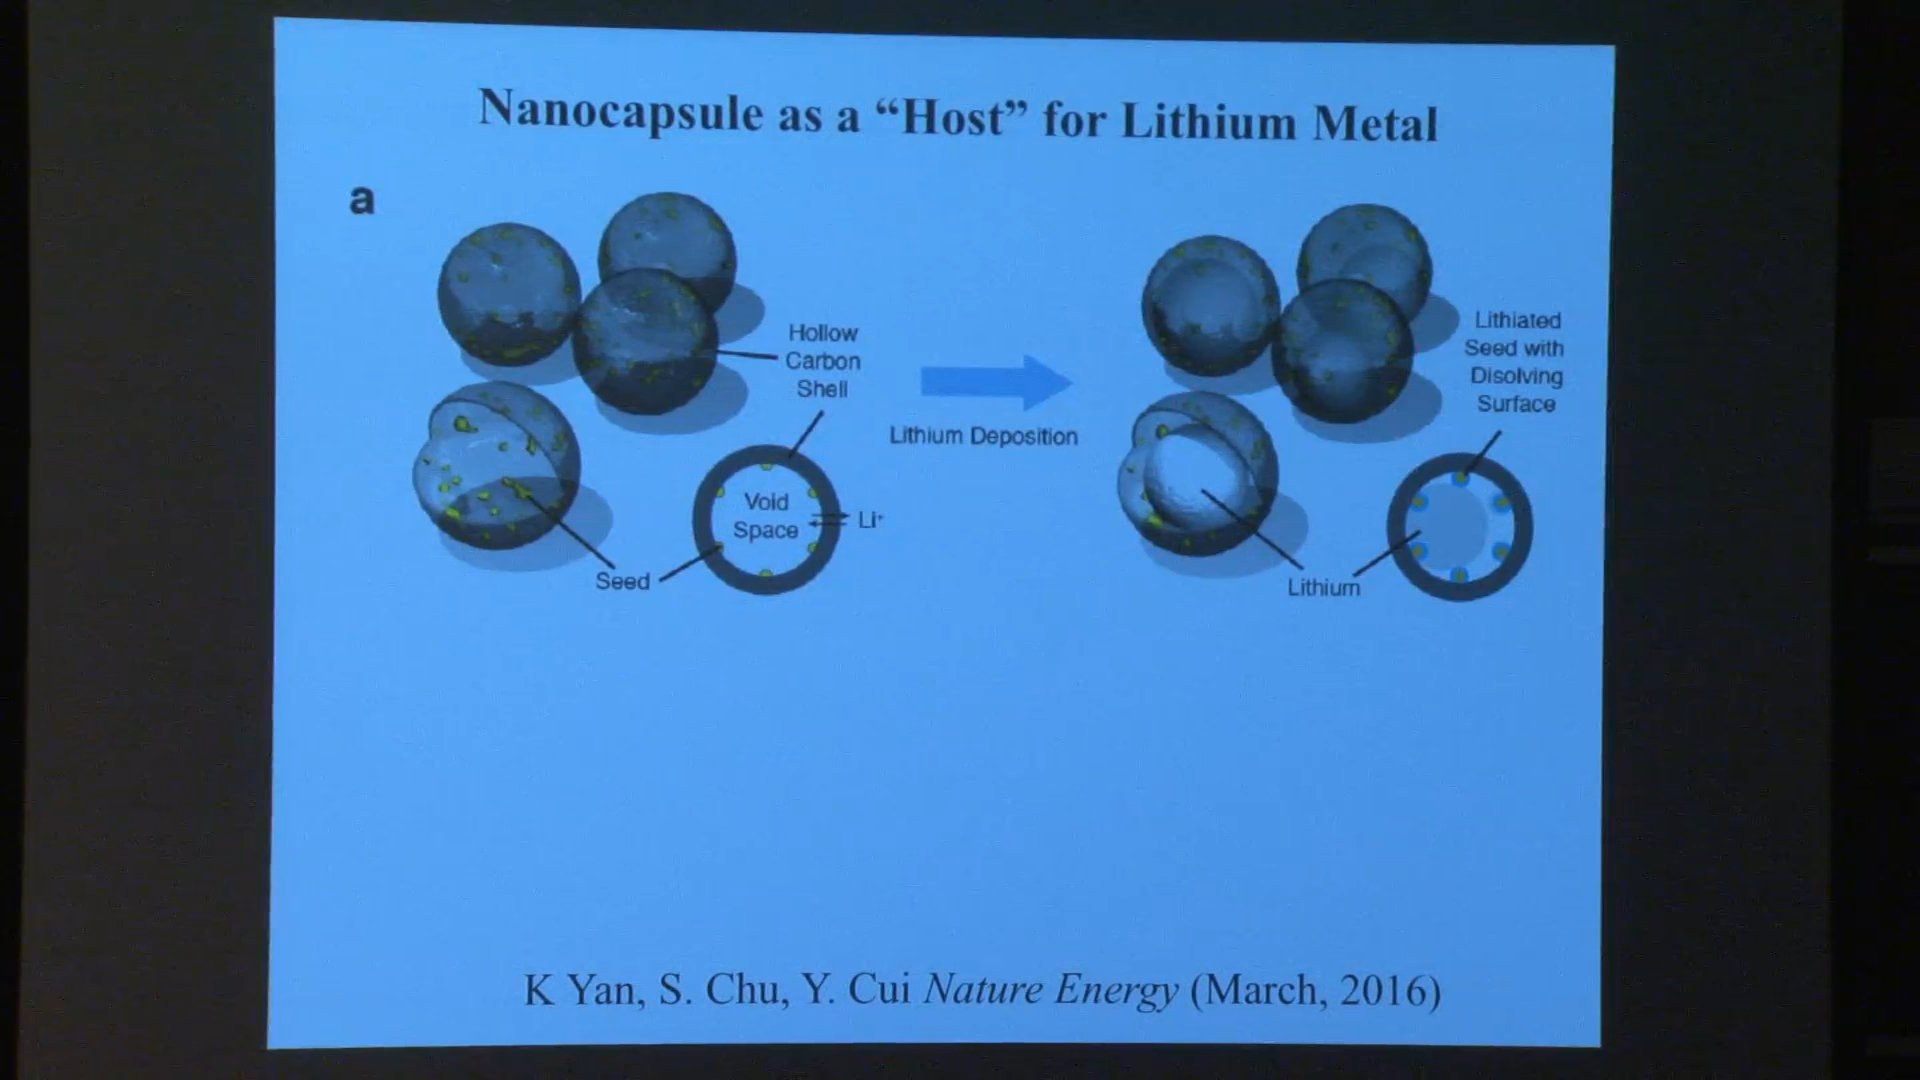 Nanocapsule as a “Host” for Lithium Metal
a
Hollow
Carbon
Shell
Void
Space
Li⁺
Seed
Lithium Deposition
Lithiated
Seed with
Disolving
Surface
Lithium
K Yan, S. Chu, Y. Cui Nature Energy (March, 2016)